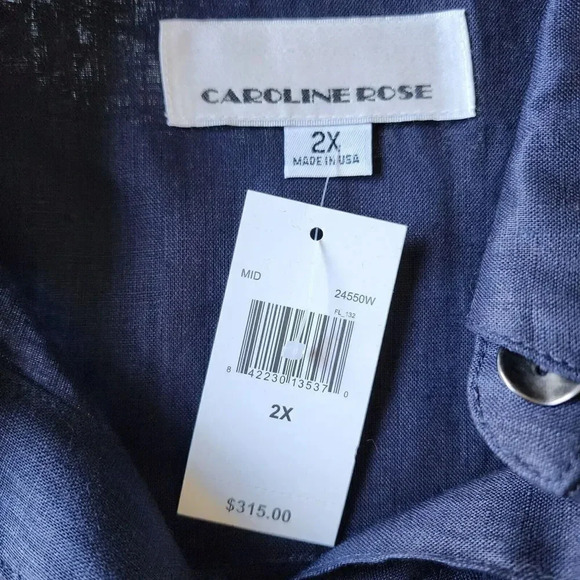 CAROLINE ROSE
2X
MADE IN USA
MID
24550W
FL_132
8 42230 13537 0
2X
$315.00